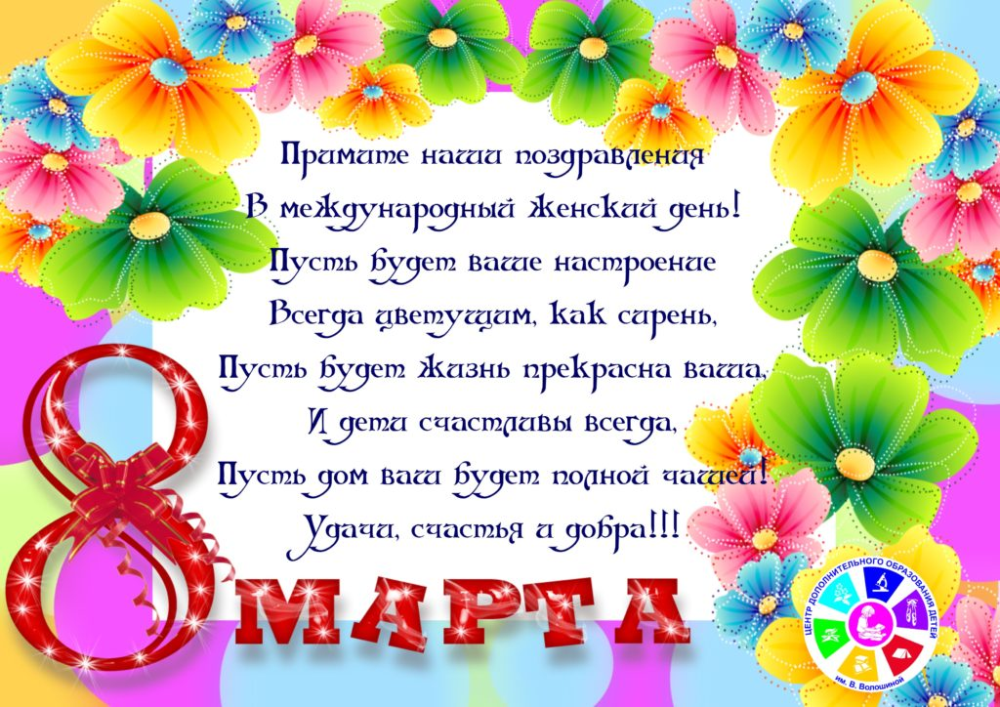 Примите наши поздравления
В международный женский день!
Пусть будет ваше настроение
Всегда цветущим, как сирень,
Пусть будет жизнь прекрасна ваша,
И дети счастливы всегда,
Пусть дом ваш будет полной чашей!
Удачи, счастья и добра!!!
8 МАРТА
ЦЕНТР ДОПОЛНИТЕЛЬНОГО ОБРАЗОВАНИЯ ДЕТЕЙ
им. В. Волошиной